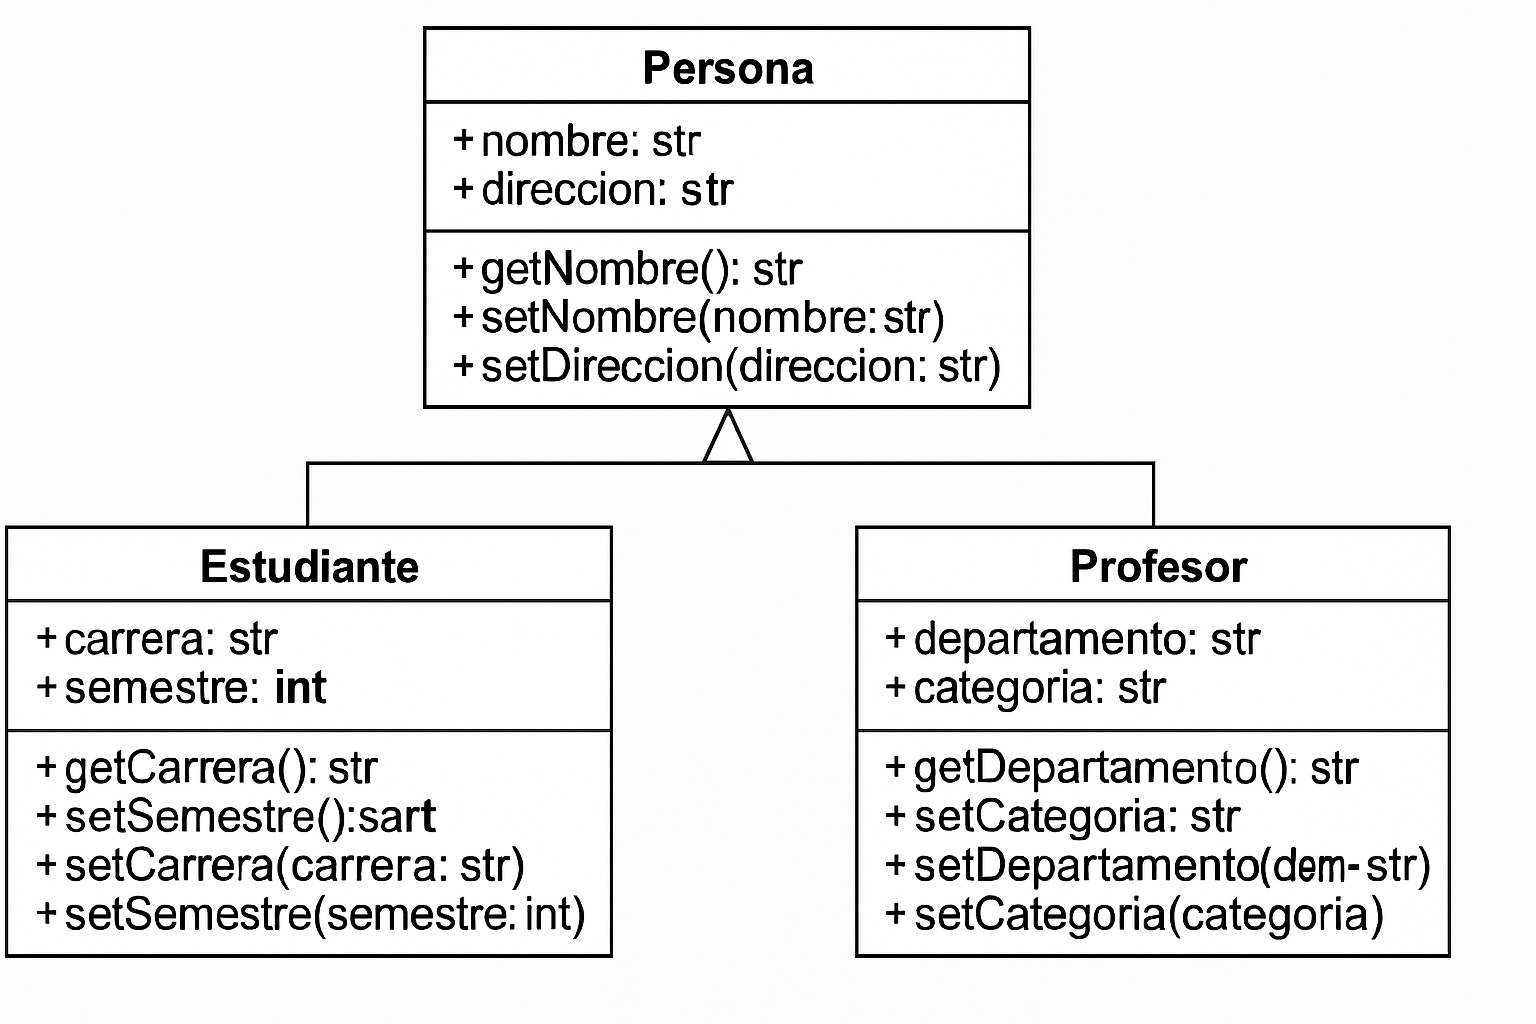 Persona
+ nombre: str
+ direccion: str
+ getNombre(): str
+ setNombre(nombre: str)
+ setDireccion(direccion: str)
Estudiante
+ carrera: str
+ semestre: int
+ getCarrera(): str
+ setSemestre():sart
+ setCarrera(carrera: str)
+ setSemestre(semestre: int)
Profesor
+ departamento: str
+ categoria: str
+ getDepartamento(): str
+ setCategoria: str
+ setDepartamento(dem- str)
+ setCategoria(categoria)